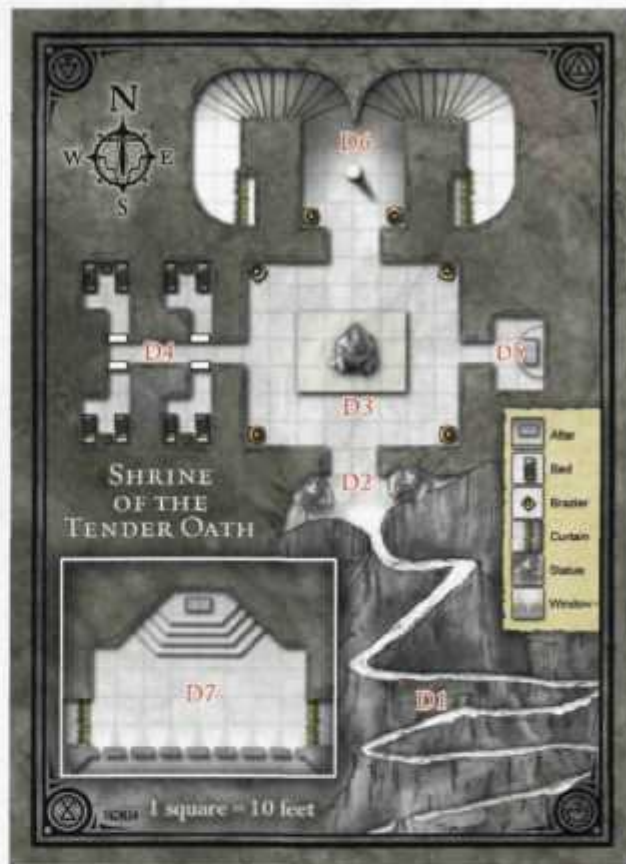 N
W E
S
D6
D4
D5
D3
D2
SHRINE
OF THE
TENDER OATH
Altar
Bed
Brazier
Curtain
Statue
Window
D7
D1
1 square = 10 feet